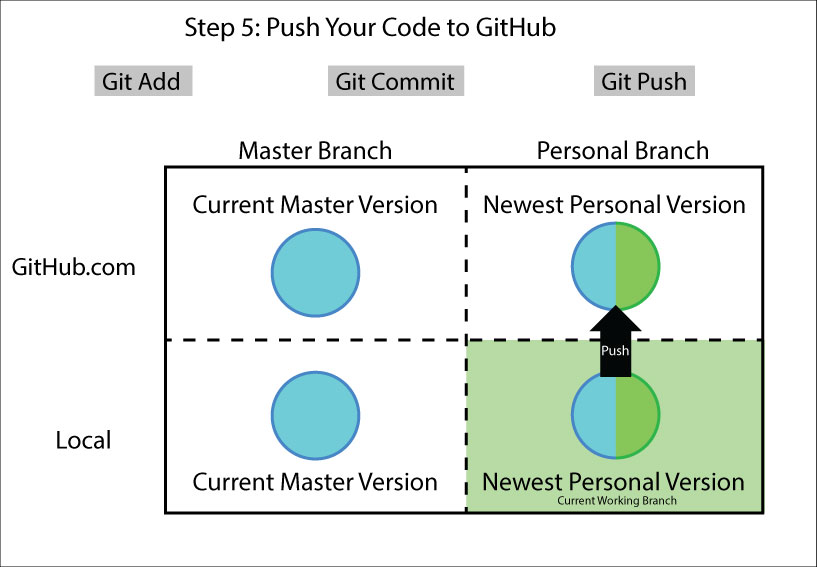 Step 5: Push Your Code to GitHub
Git Add
Git Commit
Git Push
Master Branch
Personal Branch
Current Master Version
Newest Personal Version
GitHub.com
Push
Local
Current Master Version
Newest Personal Version
Current Working Branch